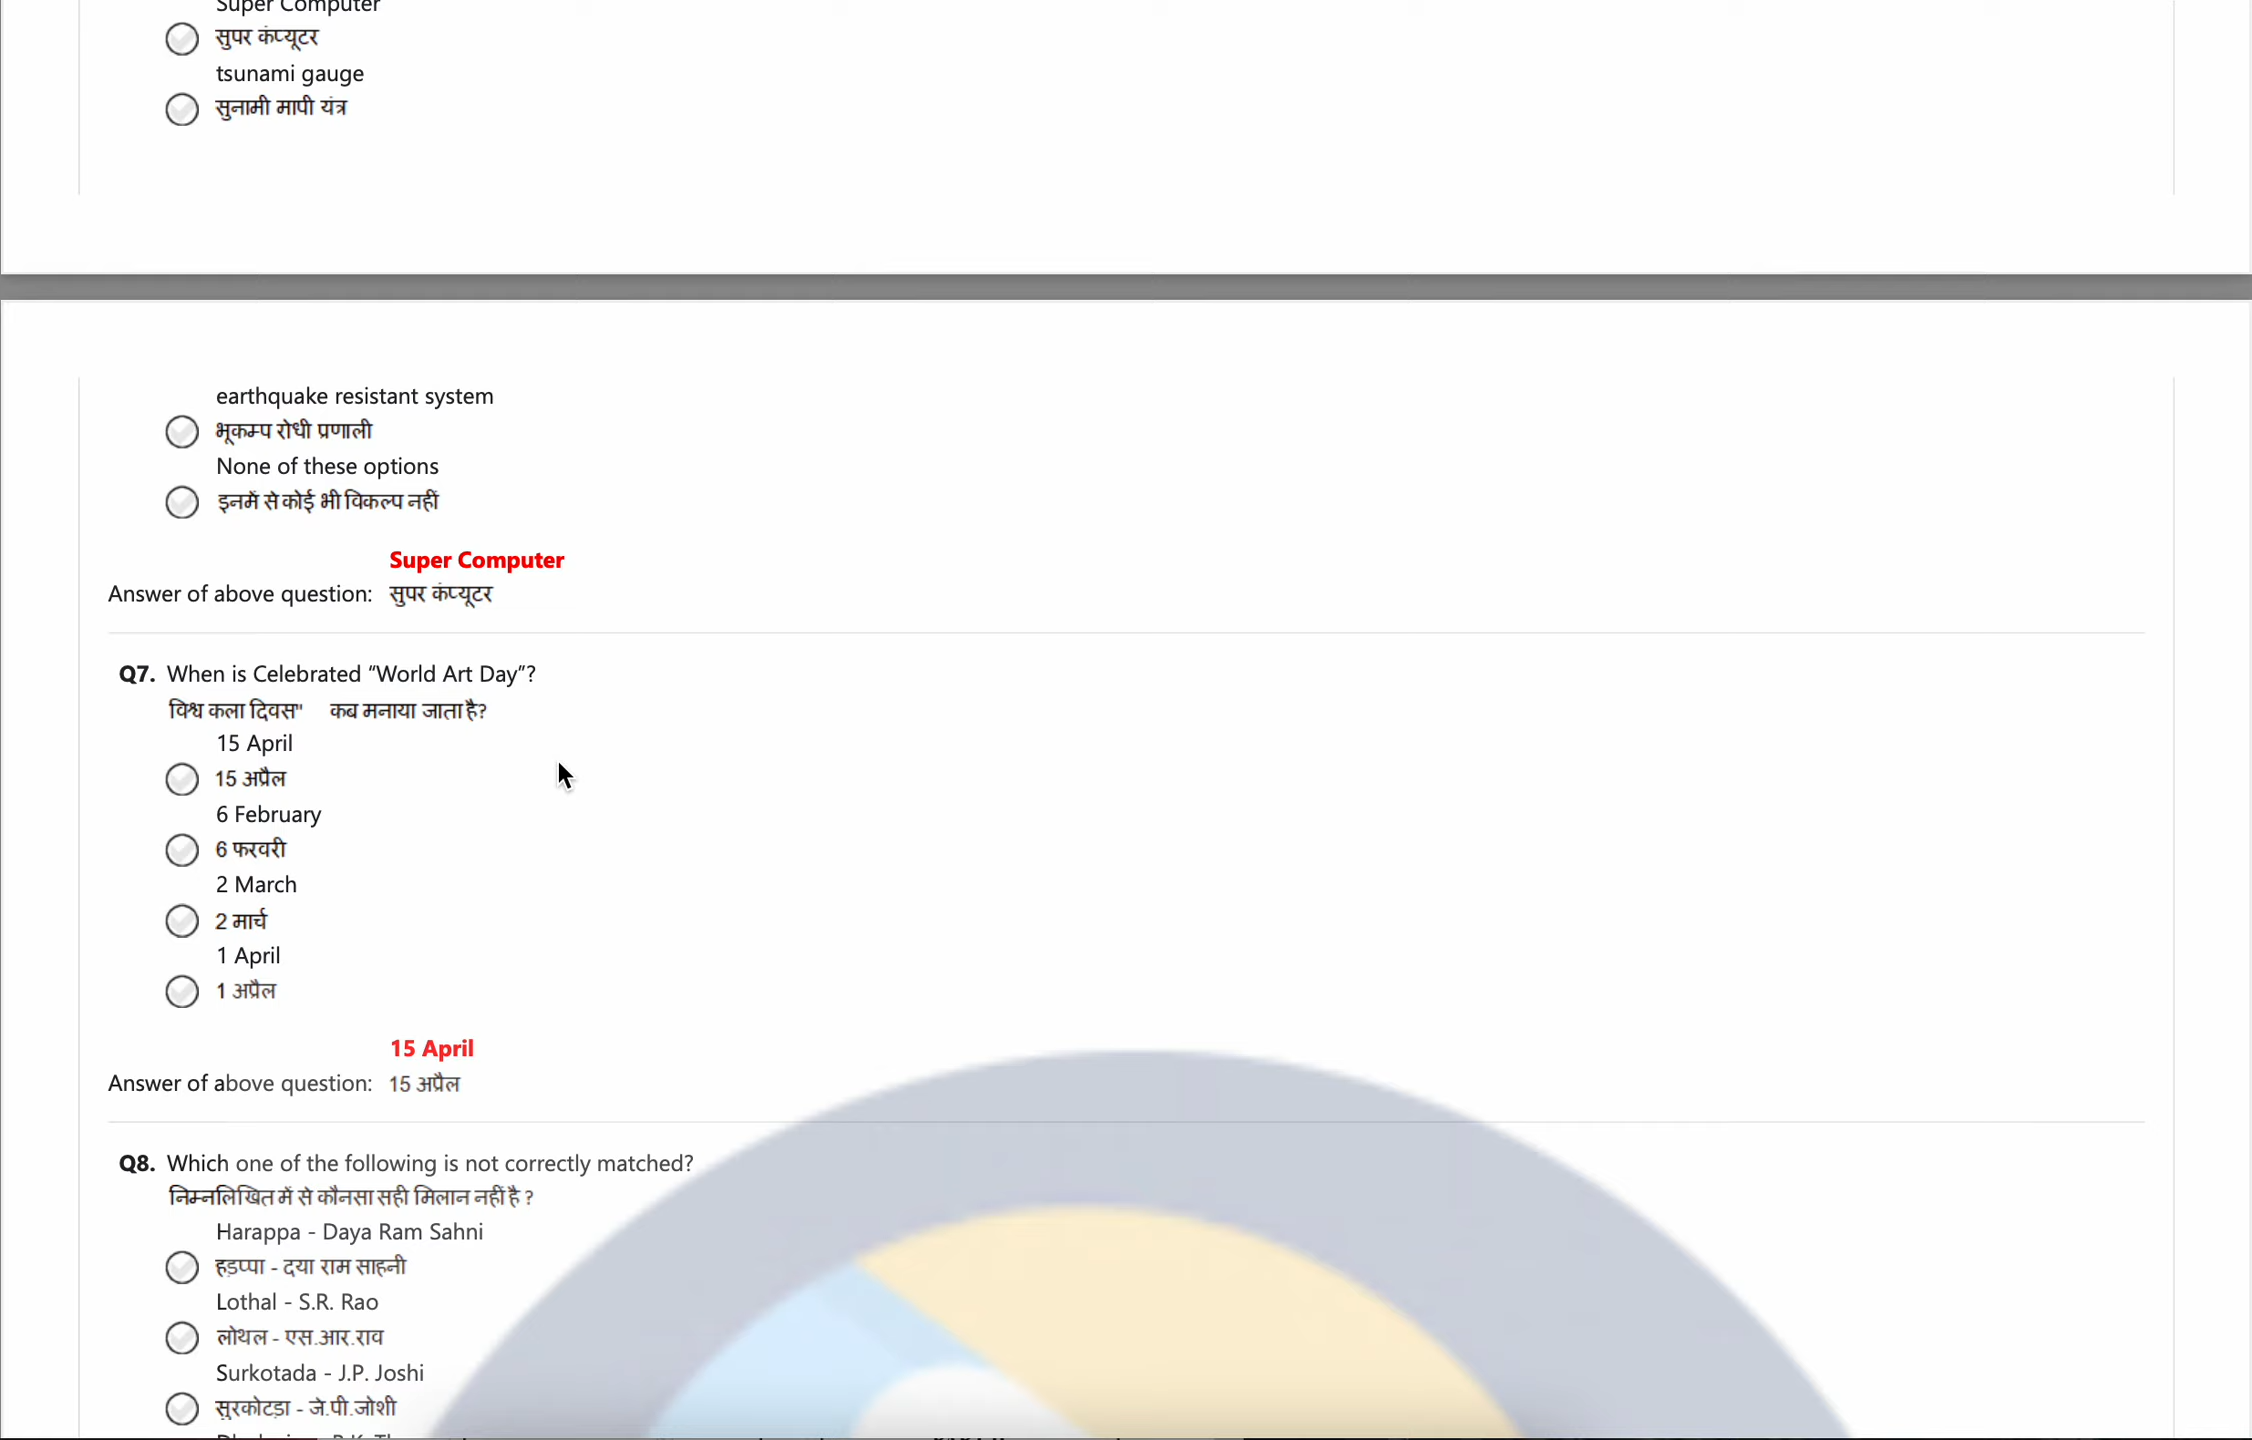 Super Computer
सुपर कंप्यूटर
tsunami gauge
सुनामी मापी यंत्र
earthquake resistant system
भूकम्प रोधी प्रणाली
None of these options
इनमें से कोई भी विकल्प नहीं
Super Computer
Answer of above question: सुपर कंप्यूटर
Q7. When is Celebrated “World Art Day”?
विश्व कला दिवस" कब मनाया जाता है?
15 April
15 अप्रैल
6 February
6 फरवरी
2 March
2 मार्च
1 April
1 अप्रैल
15 April
Answer of above question: 15 अप्रैल
Q8. Which one of the following is not correctly matched?
निम्नलिखित में से कौनसा सही मिलान नहीं है ?
Harappa - Daya Ram Sahni
हड़प्पा - दया राम साहनी
Lothal - S.R. Rao
लोथल - एस.आर.राव
Surkotada - J.P. Joshi
सुरकोटड़ा - जे.पी.जोशी